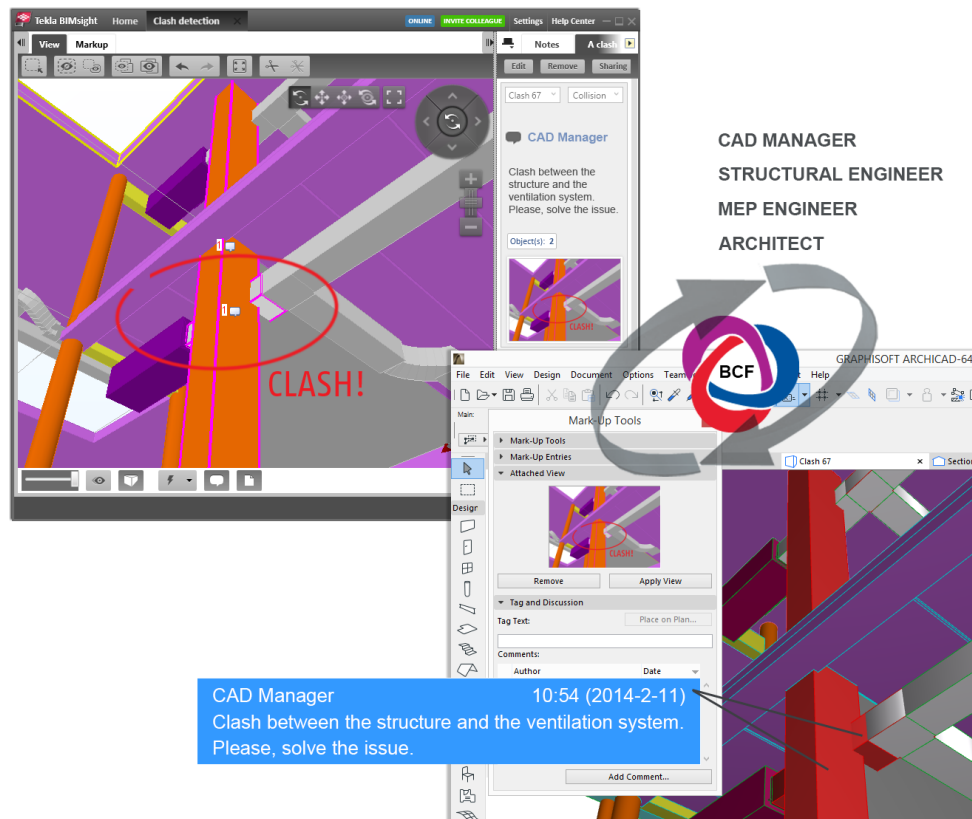 Tekla BIMsight
Home
Clash detection
ONLINE
INVITE COLLEAGUE
Settings
Help Center
View
Markup
Notes
A clash
Edit
Remove
Sharing
Clash 67
Collision
CAD Manager
Clash between the
structure and the
ventilation system.
Please, solve the issue.
Object(s): 2
CLASH!
1
1
CLASH!
CAD MANAGER
STRUCTURAL ENGINEER
MEP ENGINEER
ARCHITECT
BCF
GRAPHISOFT ARCHICAD-64
File Edit View Design Document Options Help
Main:
Mark-Up Tools
Mark-Up Tools
Mark-Up Entries
Attached View
Clash 67
Section
Design
CLASH!
Remove
Apply View
Tag and Discussion
Tag Text:
Place on Plan...
Comments:
Author
Date
CAD Manager 10:54 (2014-2-11)
Clash between the structure and the ventilation system.
Please, solve the issue.
Add Comment...